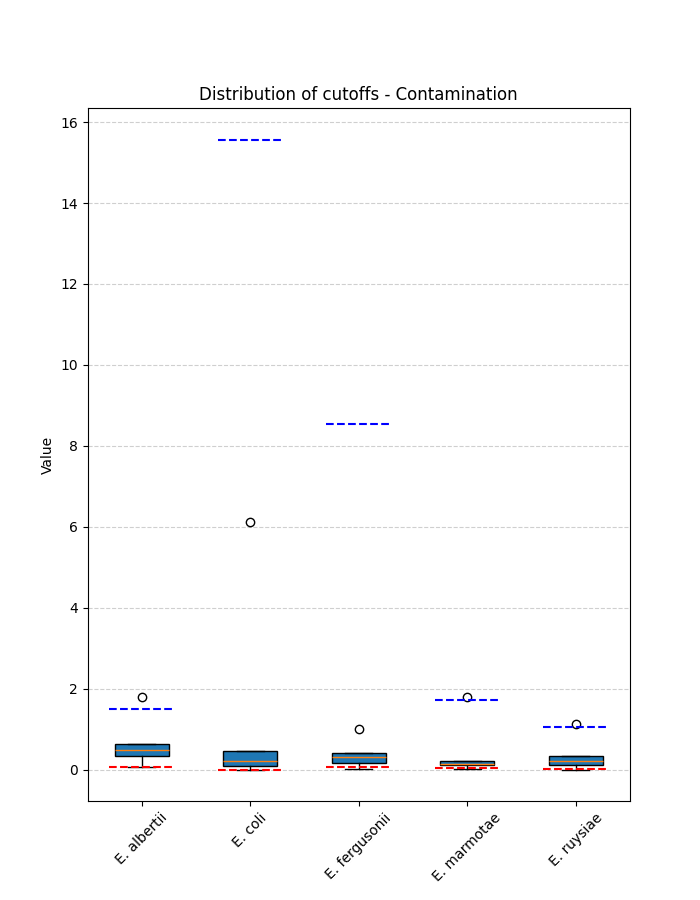 Distribution of cutoffs - Contamination
Value
16
14
12
10
8
6
4
2
0
E. albertii
E. coli
E. fergusonii
E. marmotae
E. ruysiae